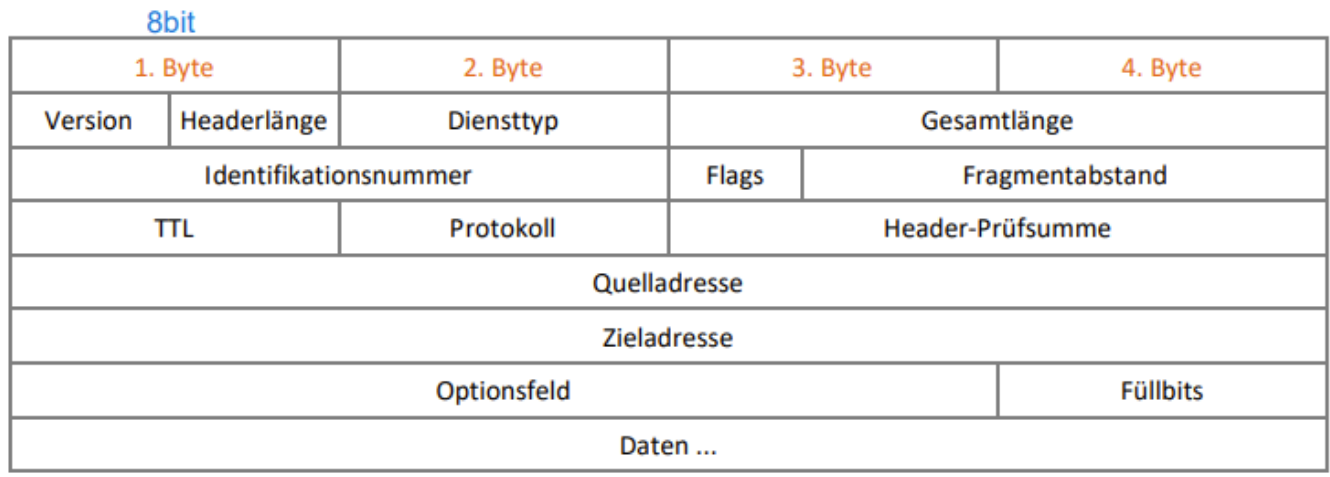 8bit
1. Byte 2. Byte 3. Byte 4. Byte
Version Headerlänge Diensttyp Gesamtlänge
Identifikationsnummer Flags Fragmentabstand
TTL Protokoll Header-Prüfsumme
Quelladresse
Zieladresse
Optionsfeld Füllbits
Daten ...